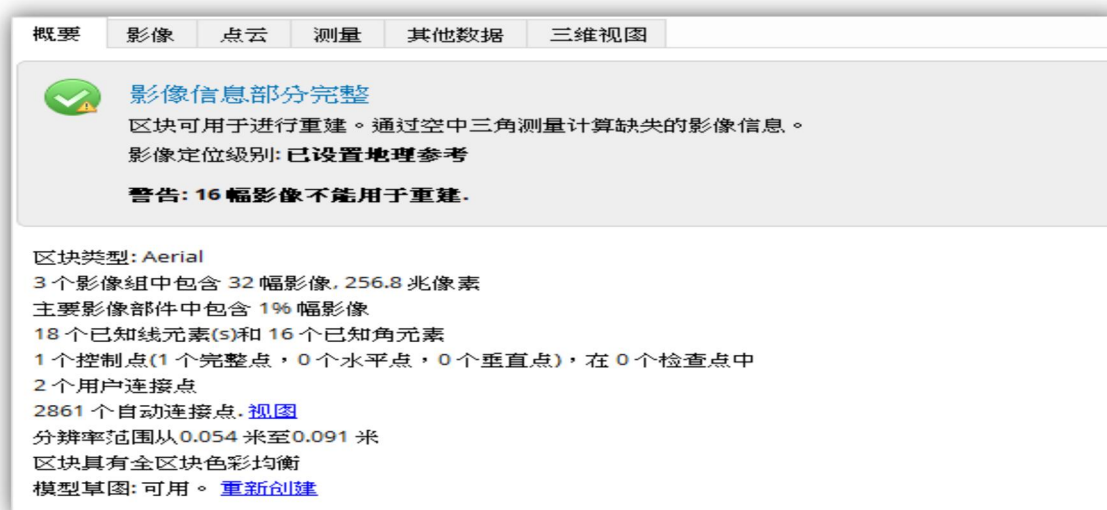 概要 影像 点云 测量 其他数据 三维视图
影像信息部分完整
区块可用于进行重建。通过空中三角测量计算缺失的影像信息。
影像定位级别: 已设置地理参考
警告: 16 幅影像不能用于重建.
区块类型: Aerial
3 个影像组中包含 32 幅影像, 256.8 兆像素
主要影像部件中包含 1% 幅影像
18 个已知线元素(s)和 16 个已知角元素
1 个控制点(1 个完整点，0 个水平点，0 个垂直点)，在 0 个检查点中
2 个用户连接点
2861 个自动连接点. 视图
分辨率范围从0.054 米至0.091 米
区块具有全区块色彩均衡
模型草图: 可用。 重新创建